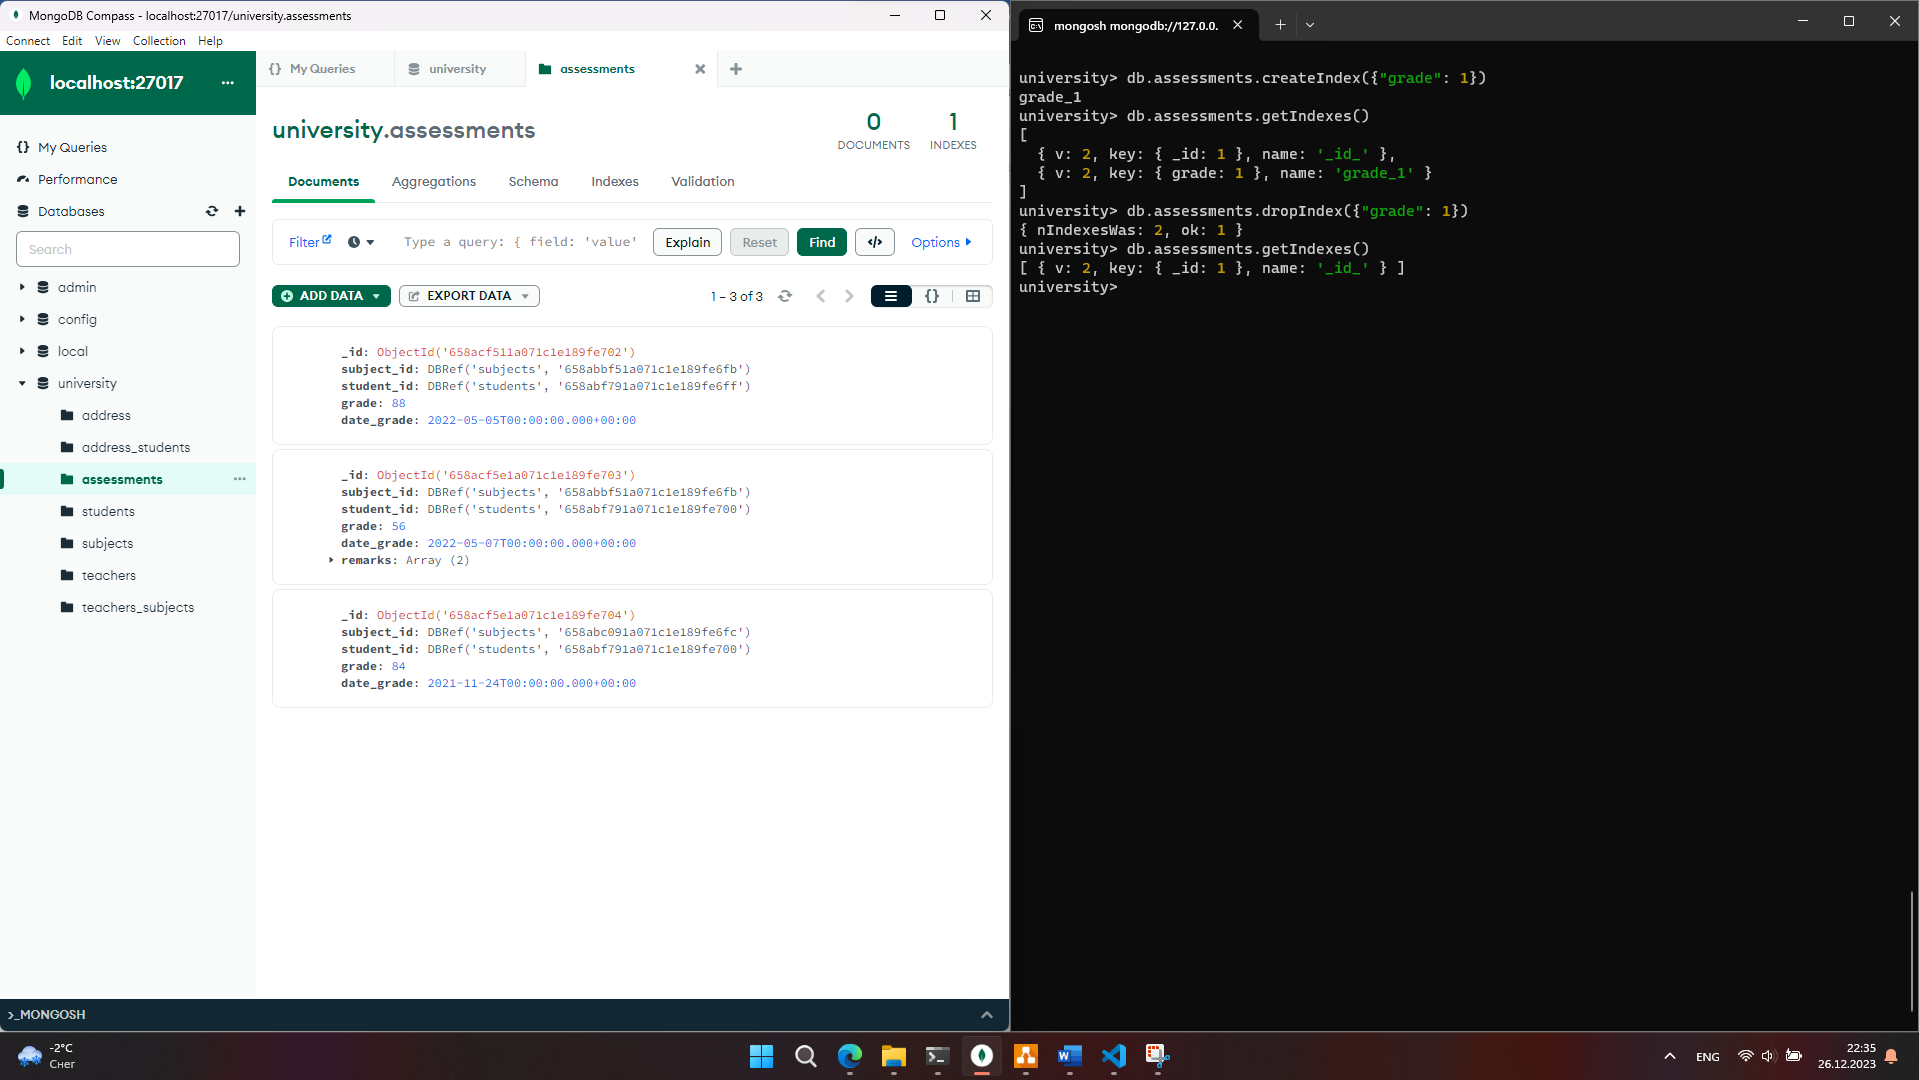 MongoDB Compass - localhost:27017/university.assessments
Connect Edit View Collection Help
localhost:27017 ...
{} My Queries
Performance
Databases
Search
admin
config
local
university
address
address_students
assessments ...
students
subjects
teachers
teachers_subjects
{} My Queries university assessments
university.assessments
0 DOCUMENTS
1 INDEXES
Documents Aggregations Schema Indexes Validation
Filter Type a query: { field: 'value' Explain Reset Find </> Options
ADD DATA EXPORT DATA 1 – 3 of 3 {}
_id: ObjectId('658acf511a071c1e189fe702')
subject_id: DBRef('subjects', '658abbf51a071c1e189fe6fb')
student_id: DBRef('students', '658abf791a071c1e189fe6ff')
grade: 88
date_grade: 2022-05-05T00:00:00.000+00:00
_id: ObjectId('658acf5e1a071c1e189fe703')
subject_id: DBRef('subjects', '658abbf51a071c1e189fe6fb')
student_id: DBRef('students', '658abf791a071c1e189fe700')
grade: 56
date_grade: 2022-05-07T00:00:00.000+00:00
remarks: Array (2)
_id: ObjectId('658acf5e1a071c1e189fe704')
subject_id: DBRef('subjects', '658abc091a071c1e189fe6fc')
student_id: DBRef('students', '658abf791a071c1e189fe700')
grade: 84
date_grade: 2021-11-24T00:00:00.000+00:00
>_MONGOSH
mongosh mongodb://127.0.0.
university> db.assessments.createIndex({"grade": 1})
grade_1
university> db.assessments.getIndexes()
[
{ v: 2, key: { _id: 1 }, name: '_id_' },
{ v: 2, key: { grade: 1 }, name: 'grade_1' }
]
university> db.assessments.dropIndex({"grade": 1})
{ nIndexesWas: 2, ok: 1 }
university> db.assessments.getIndexes()
[ { v: 2, key: { _id: 1 }, name: '_id_' } ]
university>
-2°C
Снег
ENG
22:35
26.12.2023